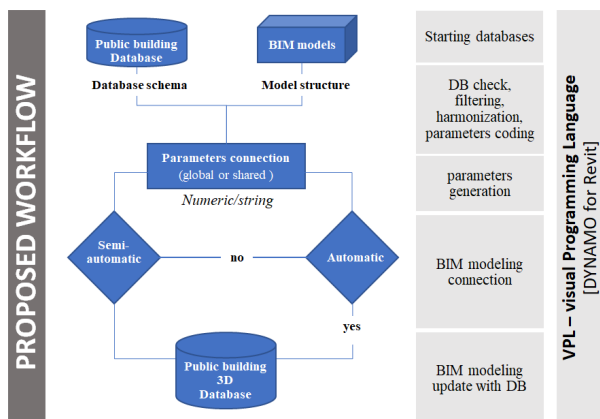 PROPOSED WORKFLOW
Public building
Database
BIM models
Database schema
Model structure
Parameters connection
(global or shared )
Numeric/string
Semi-
automatic
no
Automatic
yes
Public building
3D
Database
Starting databases
DB check,
filtering,
harmonization,
parameters coding
parameters
generation
BIM modeling
connection
BIM modeling
update with DB
VPL – visual Programming Language
[DYNAMO for Revit]